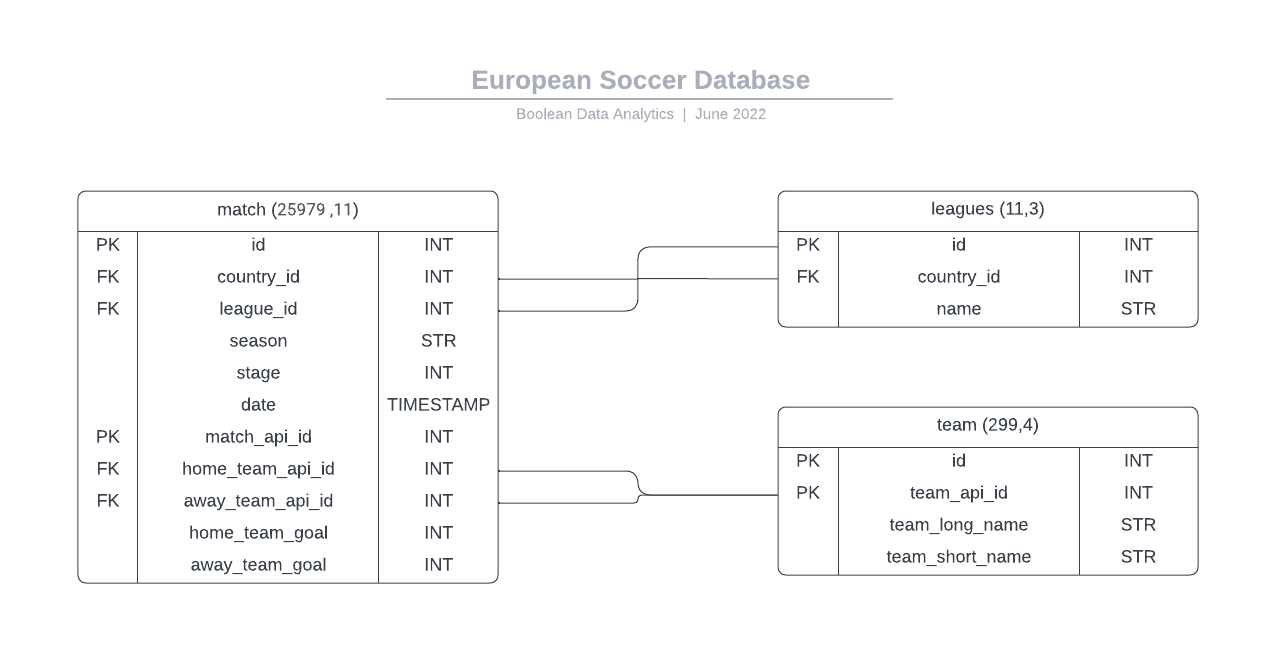 European Soccer Database
Boolean Data Analytics | June 2022
match (25979 ,11)
PK id INT
FK country_id INT
FK league_id INT
season STR
stage INT
date TIMESTAMP
PK match_api_id INT
FK home_team_api_id INT
FK away_team_api_id INT
home_team_goal INT
away_team_goal INT
leagues (11,3)
PK id INT
FK country_id INT
name STR
team (299,4)
PK id INT
PK team_api_id INT
team_long_name STR
team_short_name STR